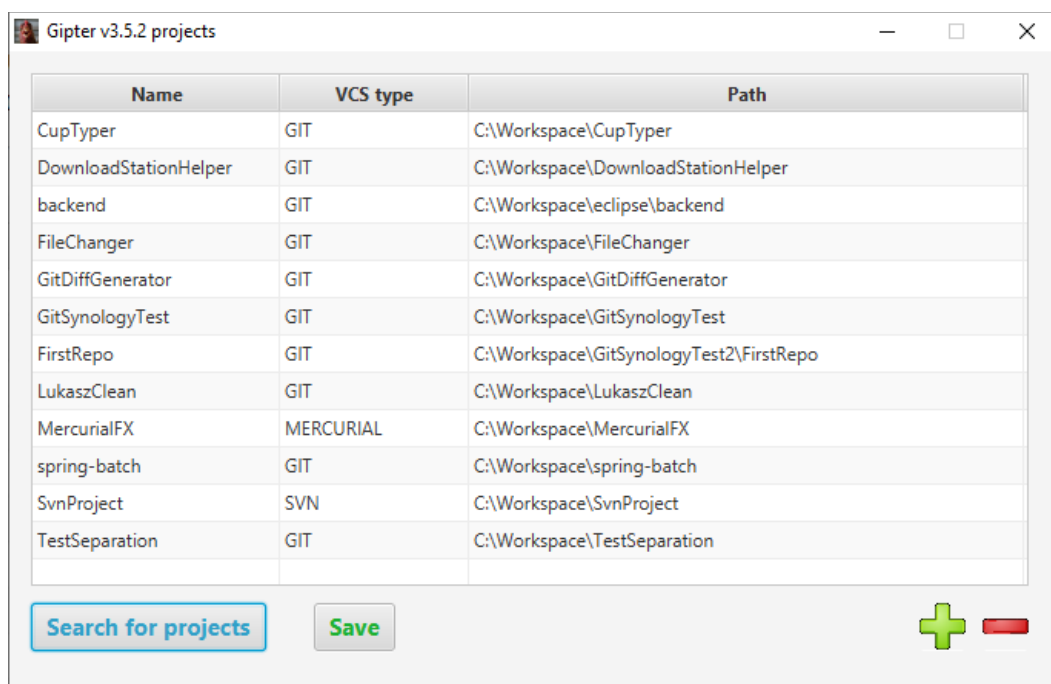 Gipter v3.5.2 projects
Name VCS type Path
CupTyper GIT C:\Workspace\CupTyper
DownloadStationHelper GIT C:\Workspace\DownloadStationHelper
backend GIT C:\Workspace\eclipse\backend
FileChanger GIT C:\Workspace\FileChanger
GitDiffGenerator GIT C:\Workspace\GitDiffGenerator
GitSynologyTest GIT C:\Workspace\GitSynologyTest
FirstRepo GIT C:\Workspace\GitSynologyTest2\FirstRepo
LukaszClean GIT C:\Workspace\LukaszClean
MercurialFX MERCURIAL C:\Workspace\MercurialFX
spring-batch GIT C:\Workspace\spring-batch
SvnProject SVN C:\Workspace\SvnProject
TestSeparation GIT C:\Workspace\TestSeparation
Search for projects Save